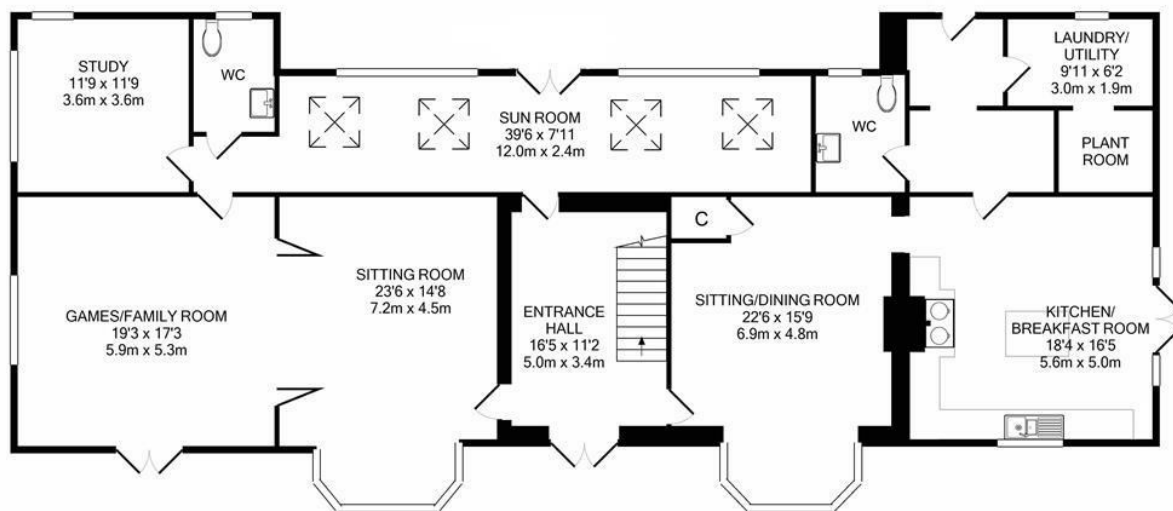 STUDY
11'9 x 11'9
3.6m x 3.6m
WC
SUN ROOM
39'6 x 7'11
12.0m x 2.4m
WC
LAUNDRY/
UTILITY
9'11 x 6'2
3.0m x 1.9m
PLANT
ROOM
GAMES/FAMILY ROOM
19'3 x 17'3
5.9m x 5.3m
SITTING ROOM
23'6 x 14'8
7.2m x 4.5m
ENTRANCE
HALL
16'5 x 11'2
5.0m x 3.4m
C
SITTING/DINING ROOM
22'6 x 15'9
6.9m x 4.8m
KITCHEN/
BREAKFAST ROOM
18'4 x 16'5
5.6m x 5.0m